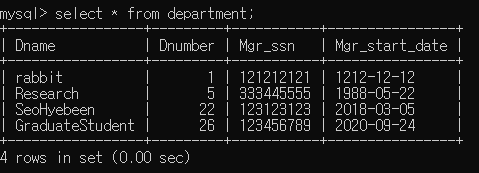 mysql> select * from department;
+-----------------+---------+-----------+----------------+
| Dname           | Dnumber | Mgr_ssn   | Mgr_start_date |
+-----------------+---------+-----------+----------------+
| rabbit          |       1 | 121212121 | 1212-12-12     |
| Research        |       5 | 333445555 | 1988-05-22     |
| SeoHyebeen      |      22 | 123123123 | 2018-03-05     |
| GraduateStudent |      26 | 123456789 | 2020-09-24     |
+-----------------+---------+-----------+----------------+
4 rows in set (0.00 sec)